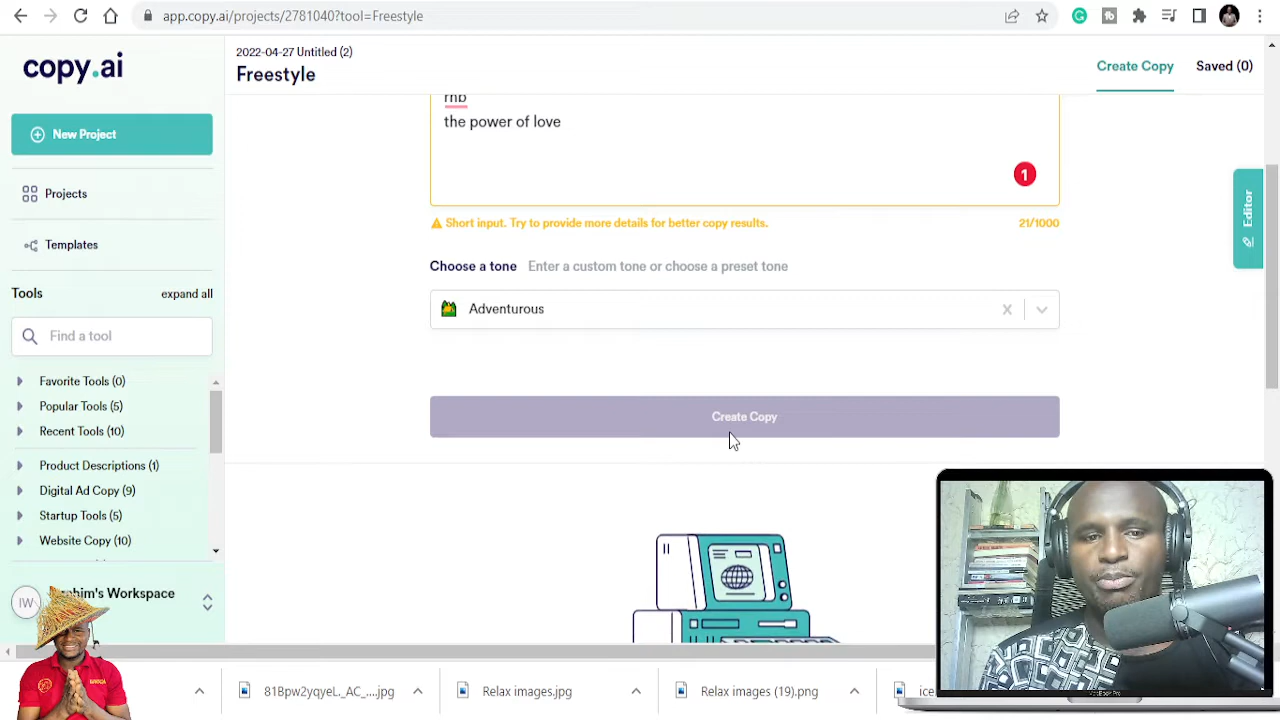 app.copy.ai/projects/2781040?tool=Freestyle
copy.ai
2022-04-27 Untitled (2)
Freestyle
Create Copy
Saved (0)
New Project
Projects
Templates
Tools
expand all
Find a tool
Favorite Tools (0)
Popular Tools (5)
Recent Tools (10)
Product Descriptions (1)
Digital Ad Copy (9)
Startup Tools (5)
Website Copy (10)
IW
Workspace
rnb
the power of love
1
Short input. Try to provide more details for better copy results.
21/1000
Choose a tone
Enter a custom tone or choose a preset tone
Adventurous
Create Copy
Editor
81Bpw2yqyeL_AC_....jpg
Relax images.jpg
Relax images (19).png
ice
MacBook Pro